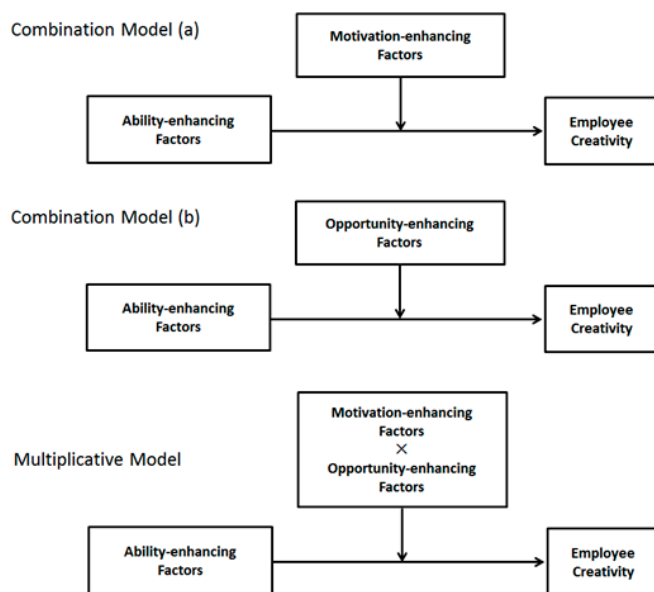 Combination Model (a)
Motivation-enhancing
Factors
Ability-enhancing
Factors
Employee
Creativity
Combination Model (b)
Opportunity-enhancing
Factors
Ability-enhancing
Factors
Employee
Creativity
Multiplicative Model
Motivation-enhancing
Factors
×
Opportunity-enhancing
Factors
Ability-enhancing
Factors
Employee
Creativity